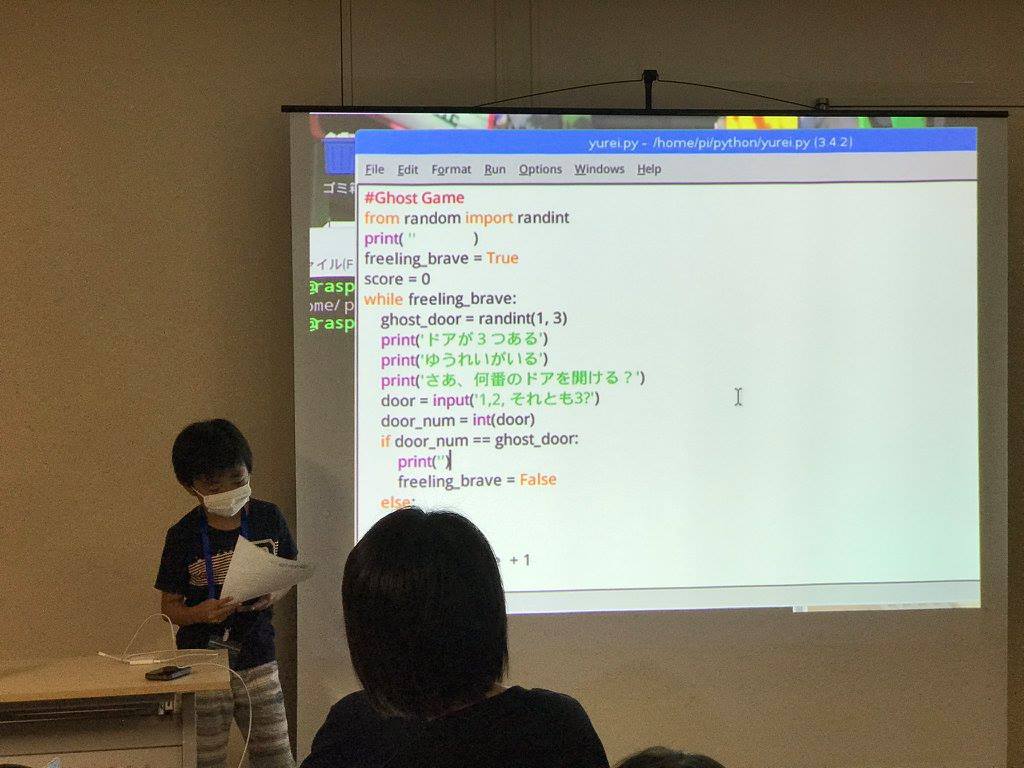 yurei.py - /home/pi/python/yurei.py (3.4.2)
File Edit Format Run Options Windows Help
#Ghost Game
from random import randint
print( '' )
freeling_brave = True
score = 0
while freeling_brave:
ghost_door = randint(1, 3)
print('ドアが３つある')
print('ゆうれいがいる')
print('さあ、何番のドアを開ける？')
door = input('1,2, それとも3?')
door_num = int(door)
if door_num == ghost_door:
print('')
freeling_brave = False
else:
+ 1
ゴミ
イル(F
@rasp
ome/ p
@rasp